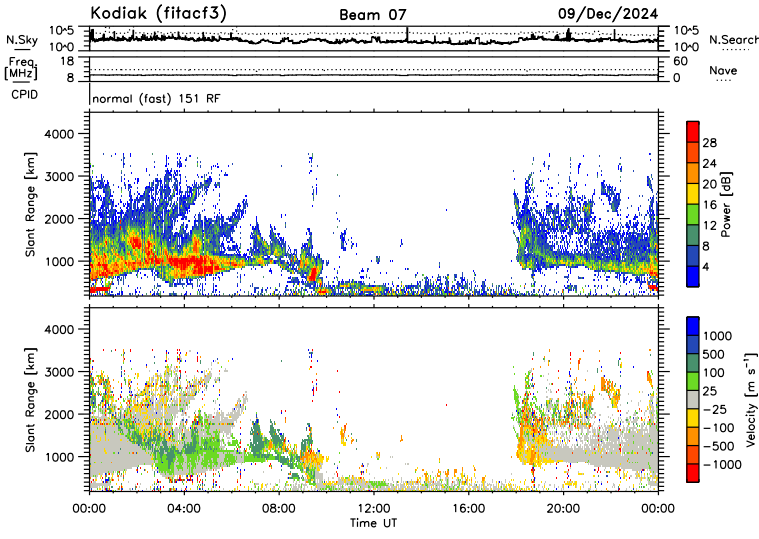 Kodiak (fitacf3) Beam 07 09/Dec/2024
N.Sky 10^5 10^0 10^5 10^0 N.Search
Freq. [MHz] 18 8 60 0 Nave
CPID normal (fast) 151 RF
Slant Range [km]
4000
3000
2000
1000
28
24
20
16
12
8
4
Power [dB]
Slant Range [km]
4000
3000
2000
1000
1000
500
100
25
−25
−100
−500
−1000
Velocity [m s^-1]
00:00 04:00 08:00 12:00 16:00 20:00 00:00
Time UT